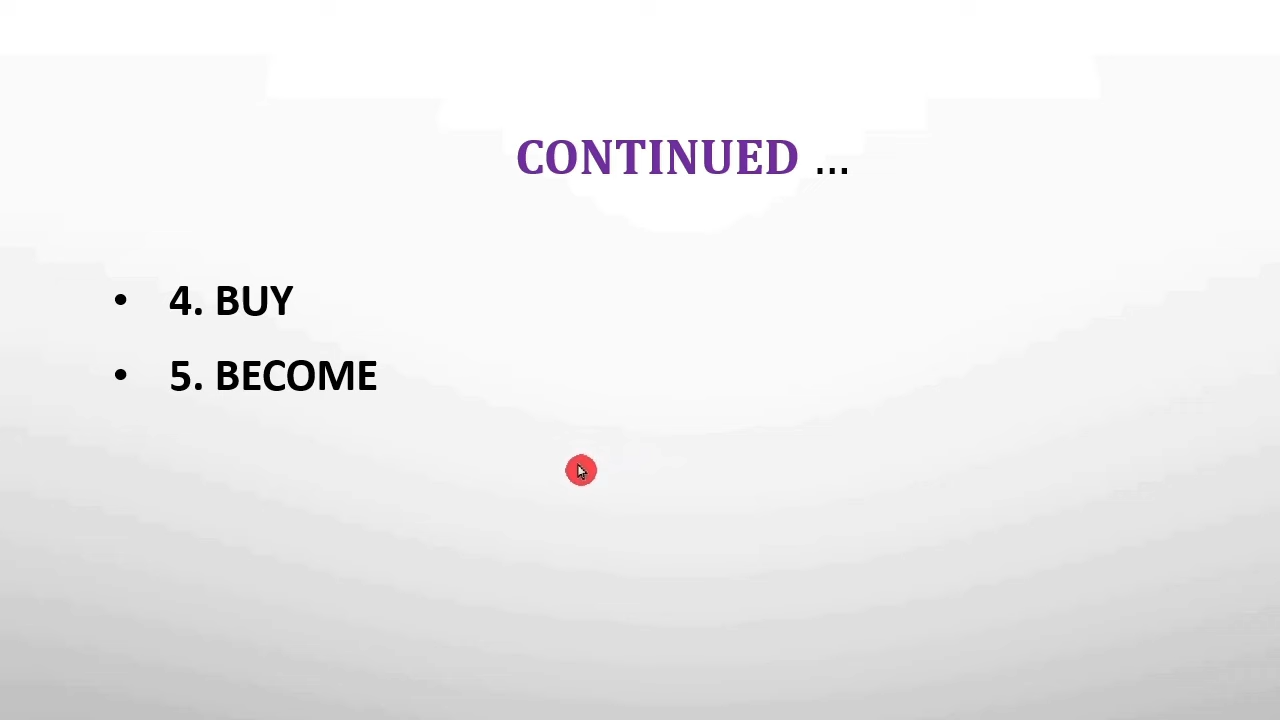 CONTINUED ...
• 4. BUY
• 5. BECOME